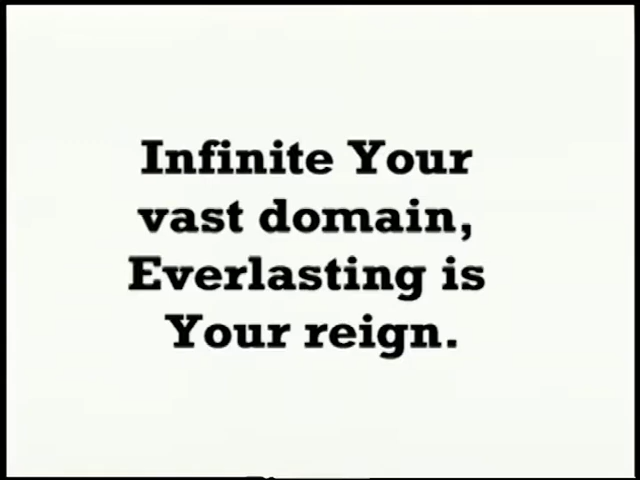 Infinite Your
vast domain,
Everlasting is
Your reign.